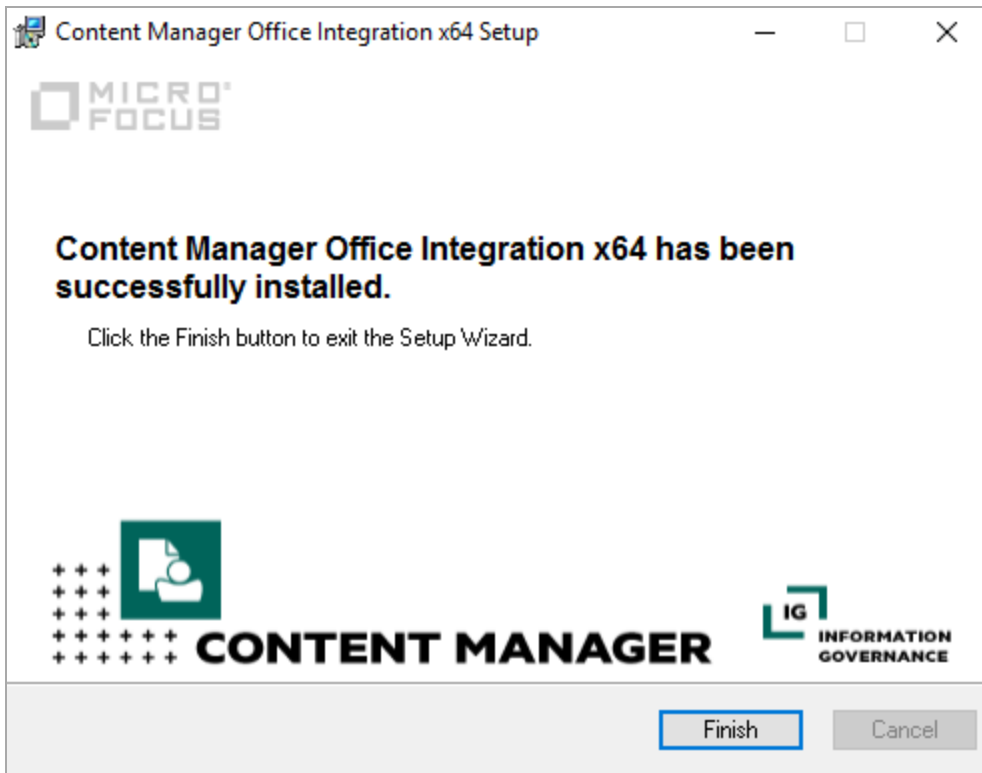 Content Manager Office Integration x64 Setup
MICRO
FOCUS
Content Manager Office Integration x64 has been
successfully installed.
Click the Finish button to exit the Setup Wizard.
CONTENT MANAGER
IG
INFORMATION
GOVERNANCE
Finish
Cancel